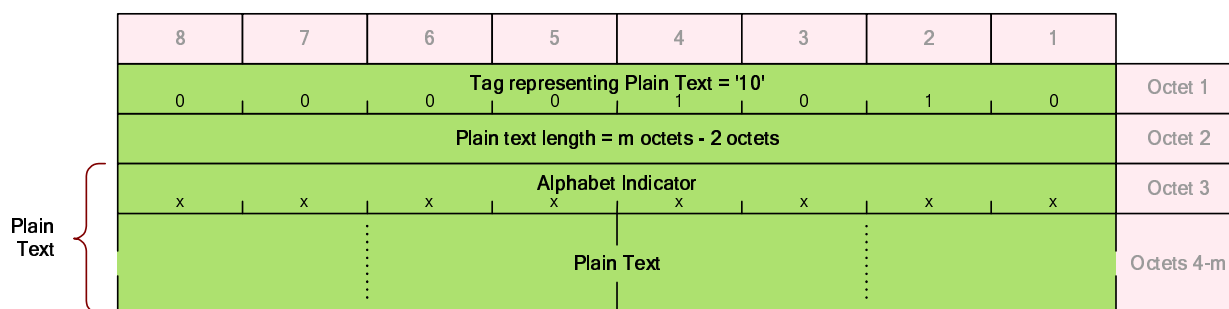 8 7 6 5 4 3 2 1
Tag representing Plain Text = '10'
0 0 0 0 1 0 1 0
Octet 1
Plain text length = m octets - 2 octets
Octet 2
Alphabet Indicator
x x x x x x x x
Octet 3
Plain
Text
Plain Text
Octets 4-m